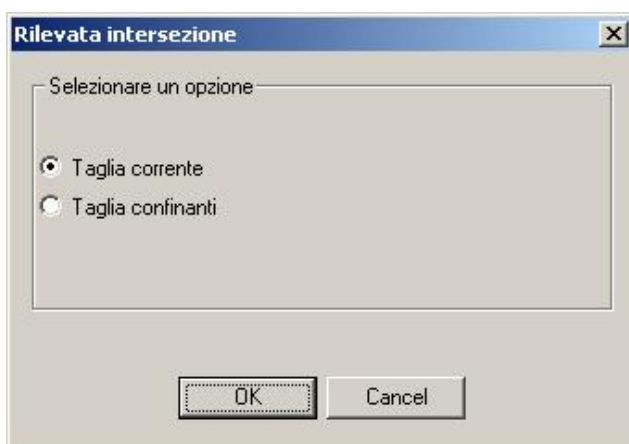 Rilevata intersezione
Selezionare un opzione
Taglia corrente
Taglia confinanti
OK
Cancel